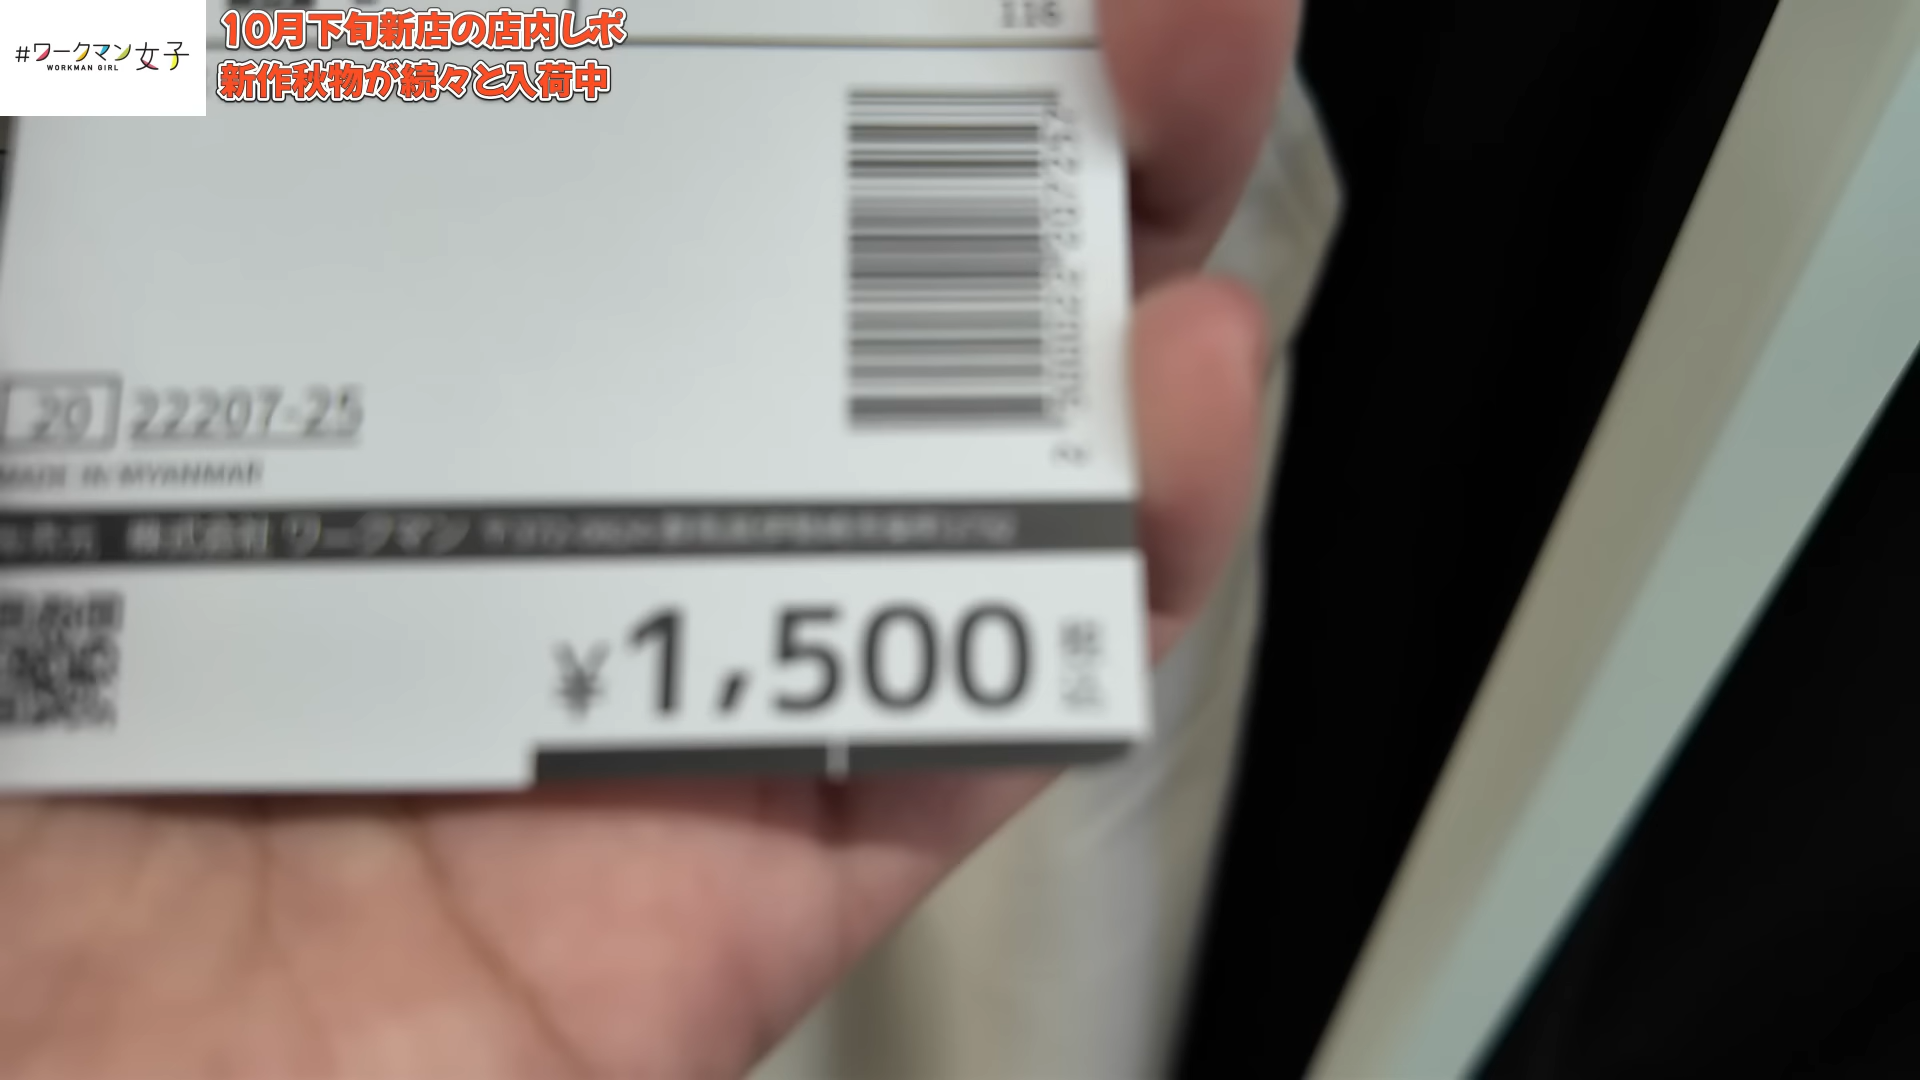 #ワークマン女子
WORKMAN GIRL
10月下旬新店の店内レポ
新作秋物が続々と入荷中
116
20 22207-25
MADE IN MYANMAR
株式会社 ワークマン
¥1,500